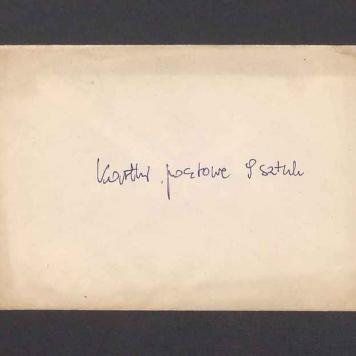 Kartki pocztowe 9 sztuk